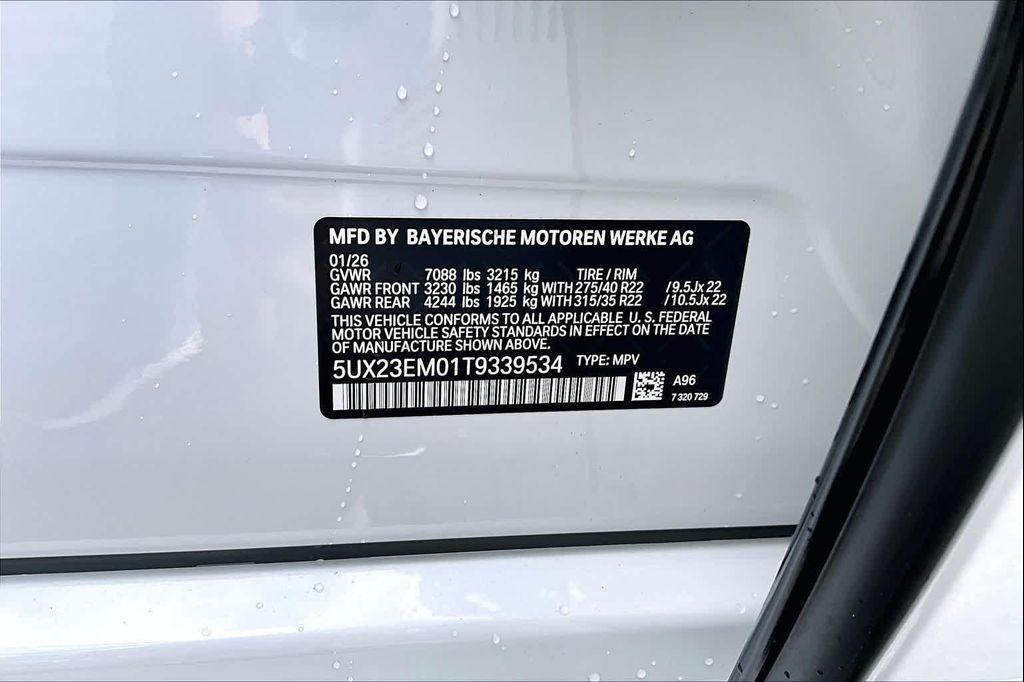 MFD BY BAYERISCHE MOTOREN WERKE AG
01/26
GVWR 7088 lbs 3215 kg TIRE / RIM
GAWR FRONT 3230 lbs 1465 kg WITH 275/40 R22 /9.5Jx 22
GAWR REAR 4244 lbs 1925 kg WITH 315/35 R22 /10.5Jx 22
THIS VEHICLE CONFORMS TO ALL APPLICABLE U.S. FEDERAL
MOTOR VEHICLE SAFETY STANDARDS IN EFFECT ON THE DATE
OF MANUFACTURE SHOWN ABOVE.
5UX23EM01T9339534 TYPE: MPV
A96
7 320 729